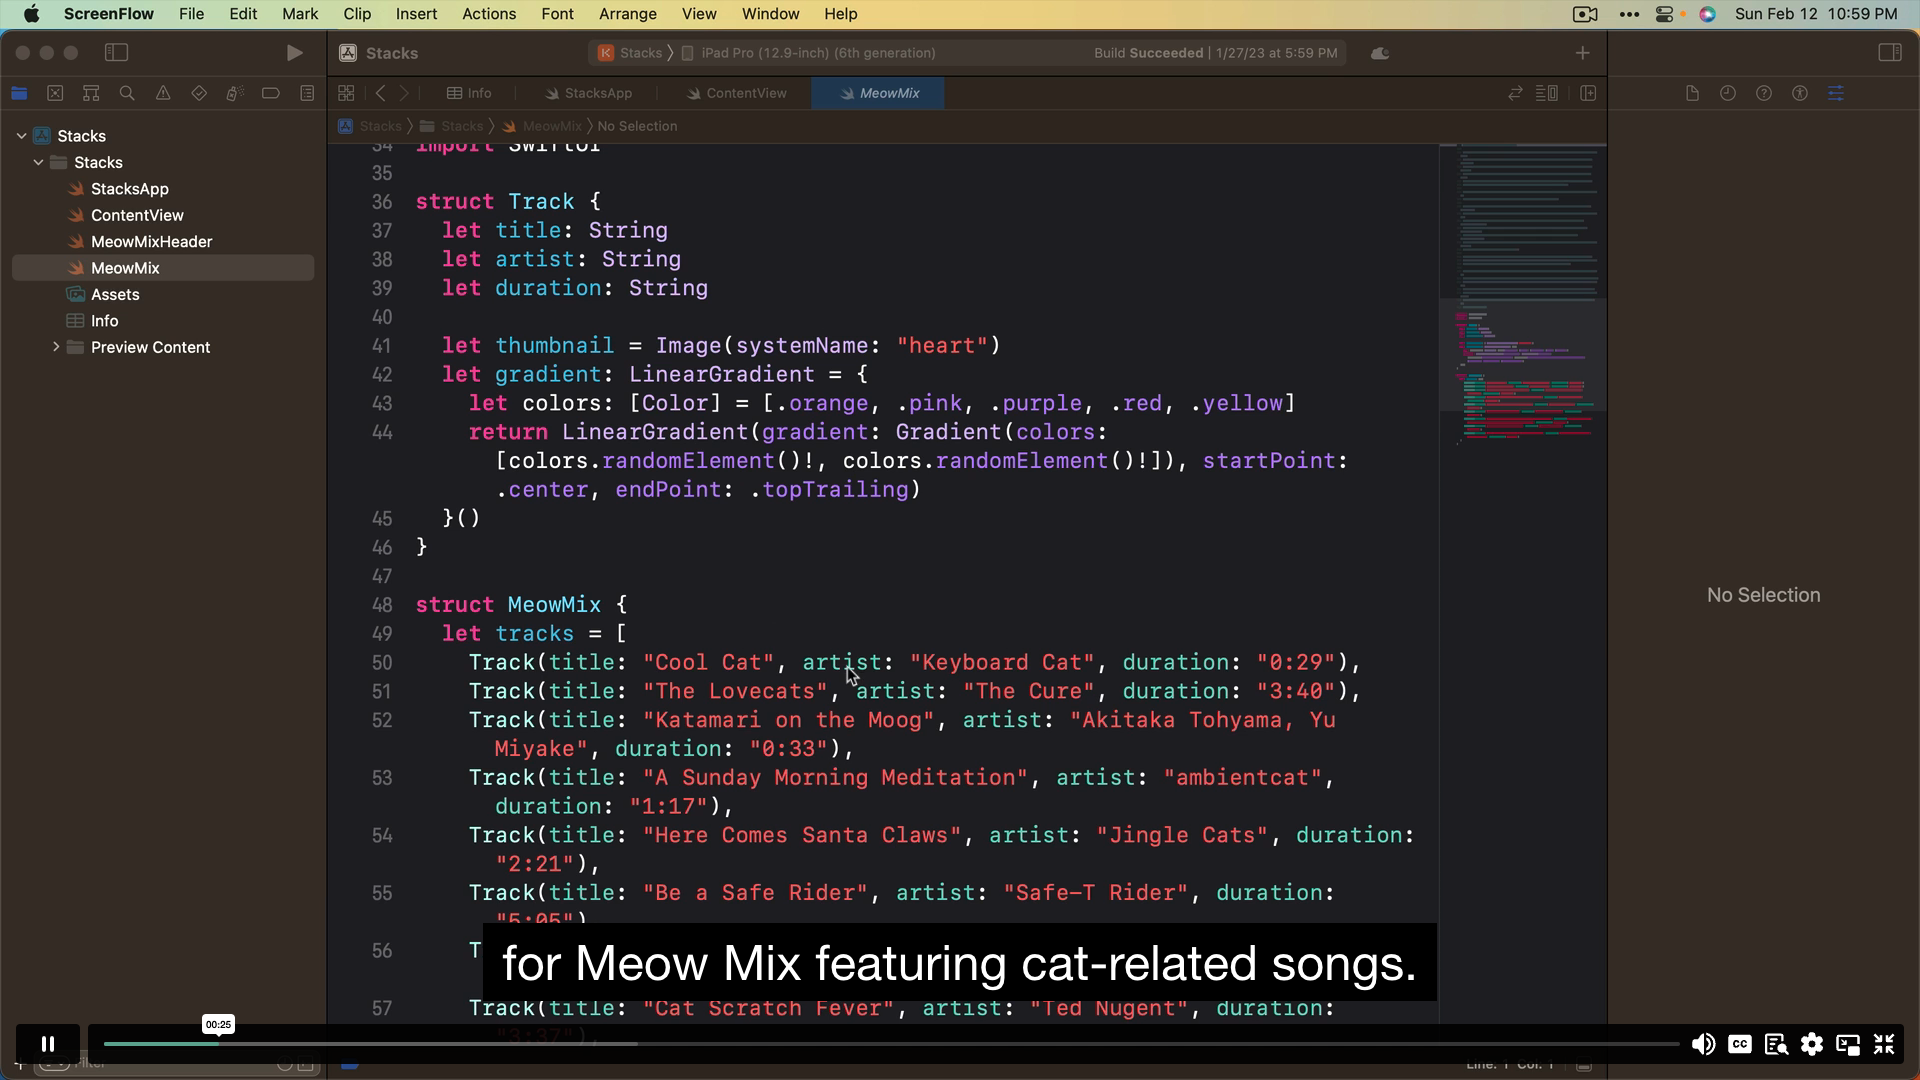 ScreenFlow File Edit Mark Clip Insert Actions Font Arrange View Window Help Sun Feb 12 10:59 PM
Stacks Stacks iPad Pro (12.9-inch) (6th generation) Build Succeeded | 1/27/23 at 5:59 PM
Info StacksApp ContentView MeowMix
Stacks Stacks MeowMix No Selection
Stacks
Stacks
StacksApp
ContentView
MeowMixHeader
MeowMix
Assets
Info
Preview Content
34 import SwiftUI
35
36 struct Track {
37 let title: String
38 let artist: String
39 let duration: String
40
41 let thumbnail = Image(systemName: "heart")
42 let gradient: LinearGradient = {
43 let colors: [Color] = [.orange, .pink, .purple, .red, .yellow]
44 return LinearGradient(gradient: Gradient(colors:
[colors.randomElement()!, colors.randomElement()!]), startPoint:
.center, endPoint: .topTrailing)
45 }()
46 }
47
48 struct MeowMix {
49 let tracks = [
50 Track(title: "Cool Cat", artist: "Keyboard Cat", duration: "0:29"),
51 Track(title: "The Lovecats", artist: "The Cure", duration: "3:40"),
52 Track(title: "Katamari on the Moog", artist: "Akitaka Tohyama, Yu
Miyake", duration: "0:33"),
53 Track(title: "A Sunday Morning Meditation", artist: "ambientcat",
duration: "1:17"),
54 Track(title: "Here Comes Santa Claws", artist: "Jingle Cats", duration:
"2:21"),
55 Track(title: "Be a Safe Rider", artist: "Safe-T Rider", duration:
"5:05")
56 T
for Meow Mix featuring cat-related songs.
57 Track(title: "Cat Scratch Fever", artist: "Ted Nugent", duration:
"3:37"),
No Selection
00:25
CC
Filter
Line: 1 Col: 1